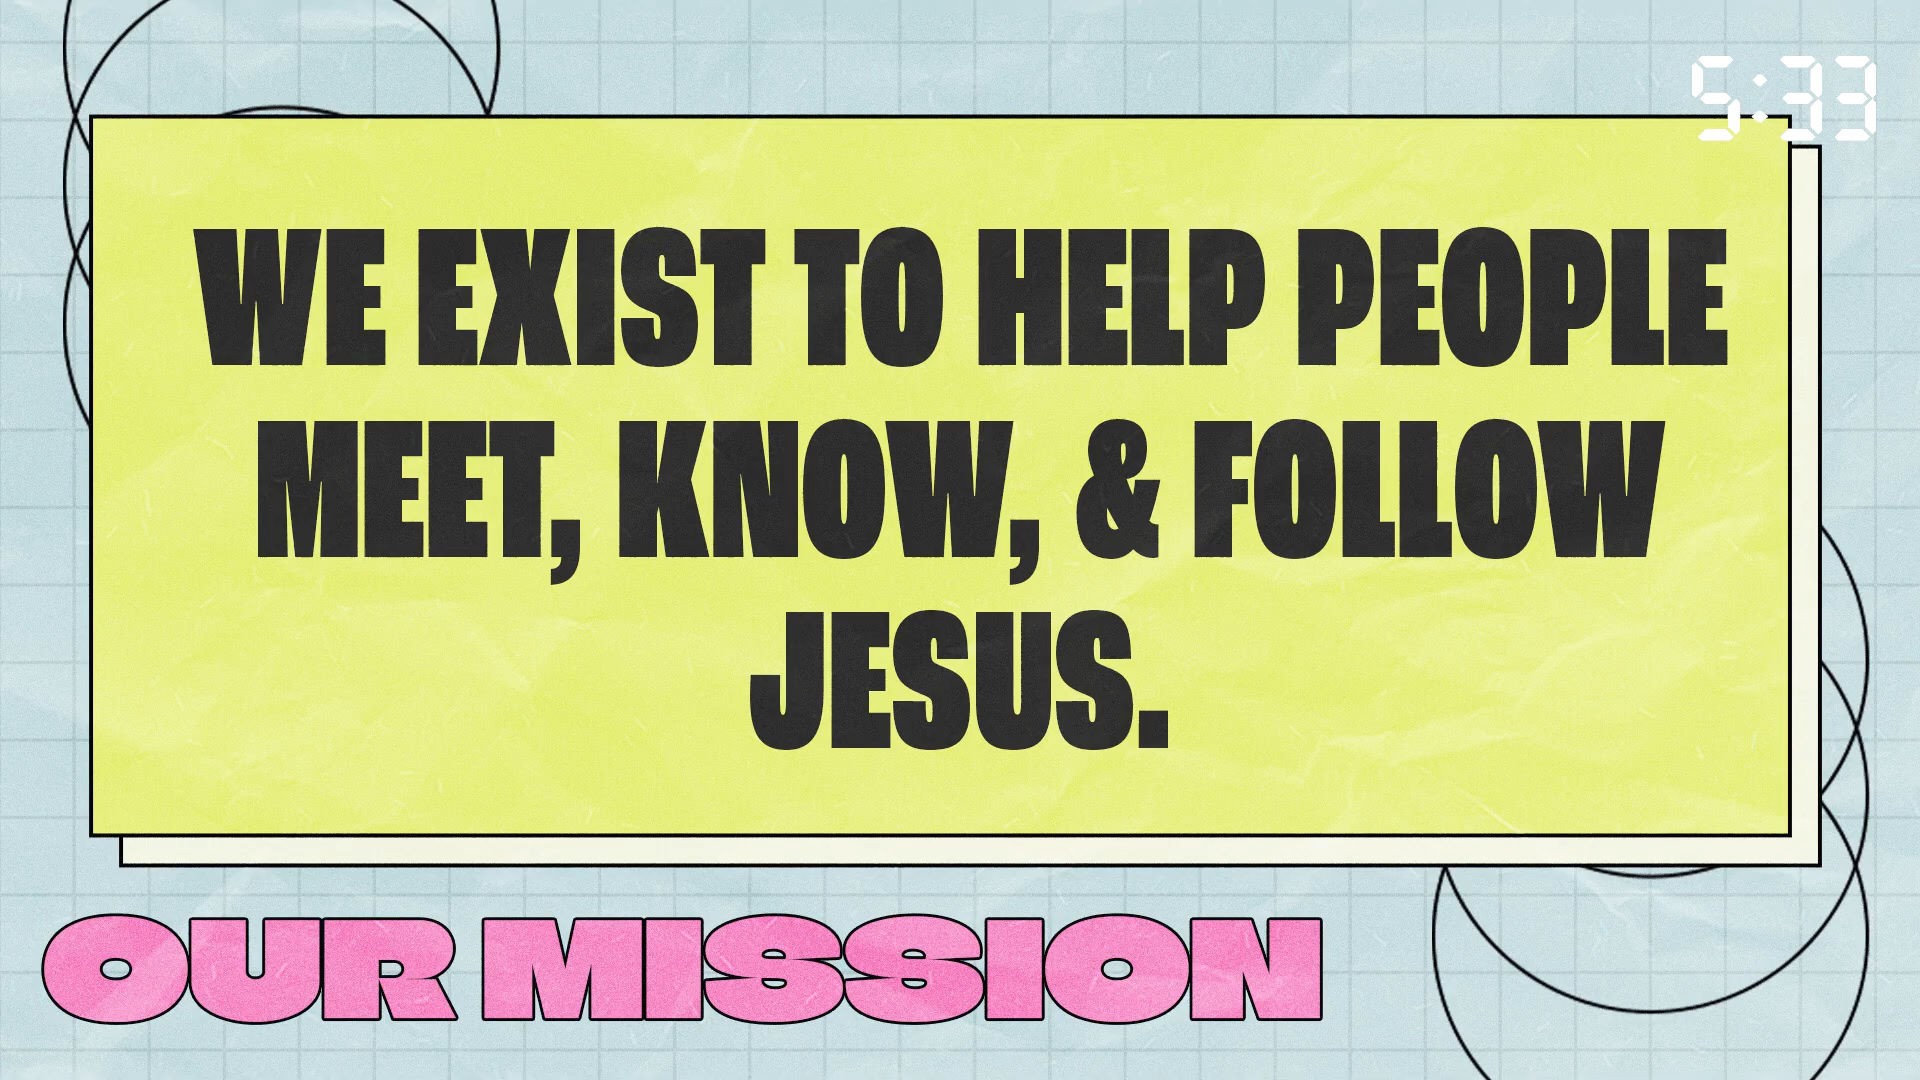 5:33
WE EXIST TO HELP PEOPLE
MEET, KNOW, & FOLLOW
JESUS.
OUR MISSION